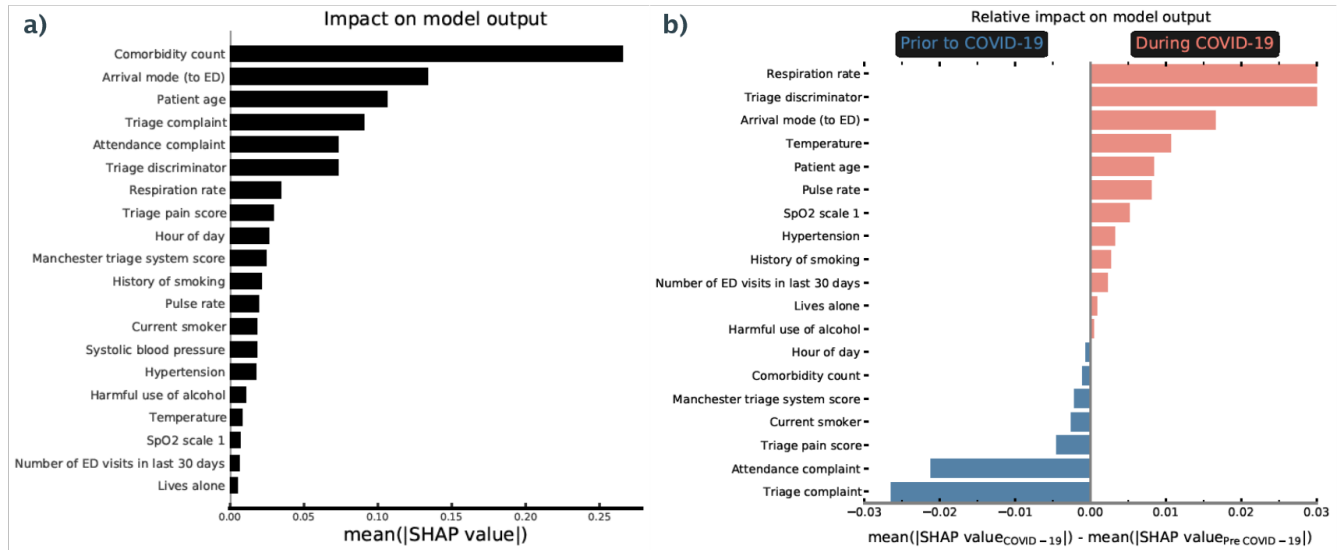 a)
Impact on model output
Comorbidity count
Arrival mode (to ED)
Patient age
Triage complaint
Attendance complaint
Triage discriminator
Respiration rate
Triage pain score
Hour of day
Manchester triage system score
History of smoking
Pulse rate
Current smoker
Systolic blood pressure
Hypertension
Harmful use of alcohol
Temperature
SpO2 scale 1
Number of ED visits in last 30 days
Lives alone
0.00 0.05 0.10 0.15 0.20 0.25
mean(|SHAP value|)
b)
Relative impact on model output
Prior to COVID-19 During COVID-19
Respiration rate
Triage discriminator
Arrival mode (to ED)
Temperature
Patient age
Pulse rate
SpO2 scale 1
Hypertension
History of smoking
Number of ED visits in last 30 days
Lives alone
Harmful use of alcohol
Hour of day
Comorbidity count
Manchester triage system score
Current smoker
Triage pain score
Attendance complaint
Triage complaint
−0.03 −0.02 −0.01 0.00 0.01 0.02 0.03
mean(|SHAP valueCOVID−19|) - mean(|SHAP valuePre COVID−19|)